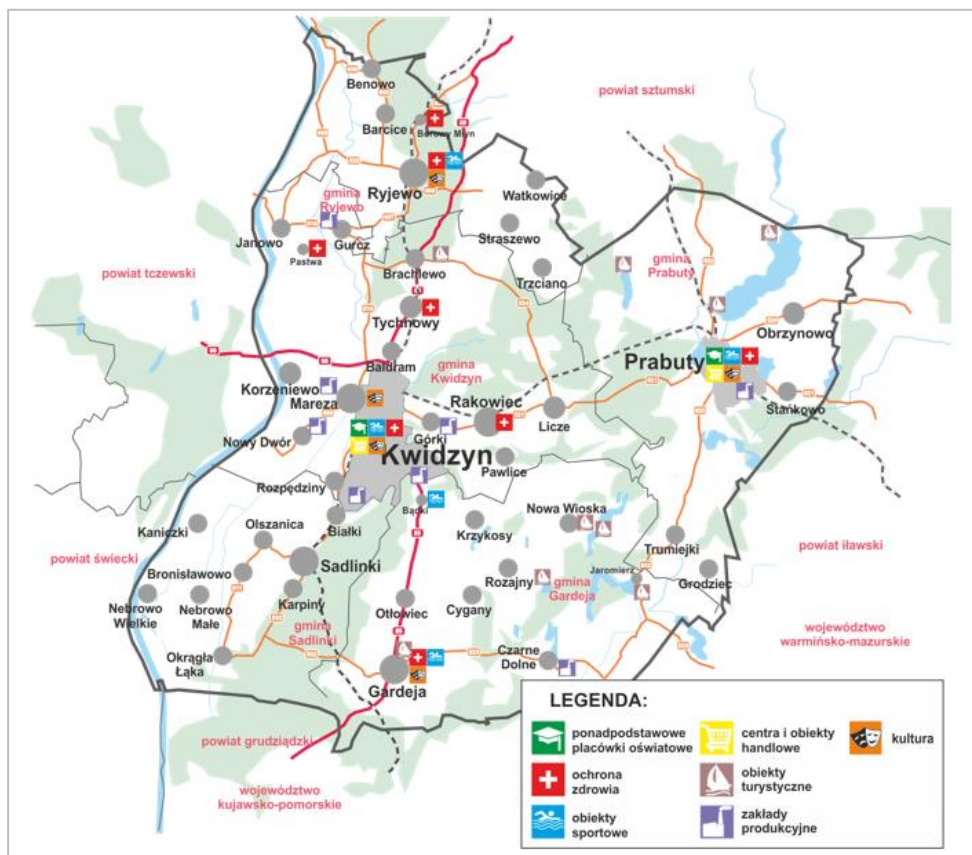 powiat sztumski
Benowo
Barcice
Borowy Młyn
Ryjewo
gmina
Ryjewo
Watkowice
Straszewo
Janowo
Gurcz
Pastwa
gmina
Prabuty
Brachlewo
Trzciano
powiat tczewski
Tychnowy
Obrzynowo
Baldram
gmina
Kwidzyn
Prabuty
Korzeniewo
Mareza
Rakowiec
Stańkowo
Licze
Górki
Nowy Dwór
Kwidzyn
Pawlice
Rozpędziny
Bądki
Kaniczki
Olszanica
Białki
Krzykosy
Nowa Wioska
powiat świecki
Sadlinki
Trumiejki
powiat iławski
Bronisławowo
Rozajny
Jaromierz
Grodziec
gmina
Gardeja
Nebrowo
Wielkie
Nebrowo
Małe
Karpiny
Otłowiec
Cygany
gmina
Sadlinki
województwo
warmińsko-mazurskie
Okrągła
Łąka
Czarne
Dolne
Gardeja
powiat grudziądzki
województwo
kujawsko-pomorskie
LEGENDA:
ponadpodstawowe
placówki oświatowe
centra i obiekty
handlowe
kultura
ochrona
zdrowia
obiekty
turystyczne
obiekty
sportowe
zakłady
produkcyjne